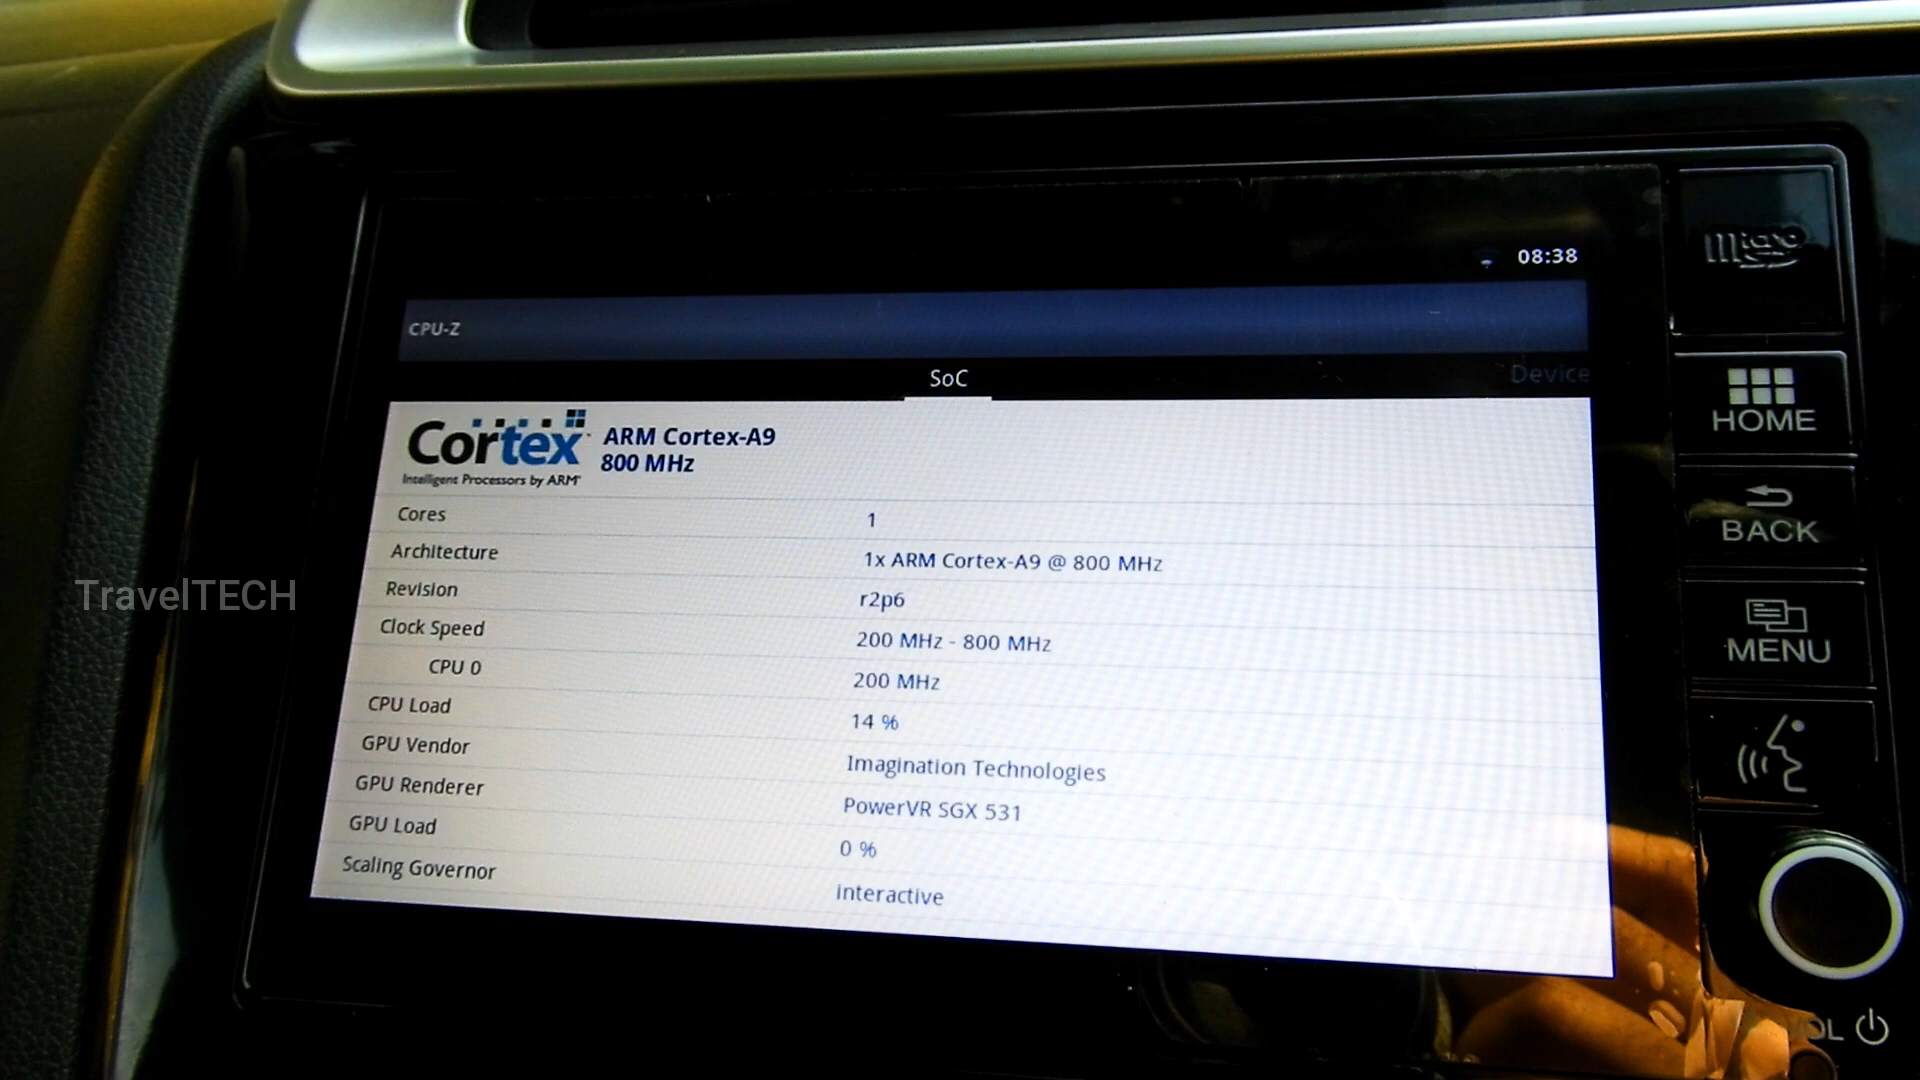 micro
08:38
CPU-Z
SoC
Device
Cortex
Intelligent Processors by ARM
ARM Cortex-A9
800 MHz
Cores 1
Architecture 1x ARM Cortex-A9 @ 800 MHz
Revision r2p6
Clock Speed 200 MHz - 800 MHz
CPU 0 200 MHz
CPU Load 14 %
GPU Vendor Imagination Technologies
GPU Renderer PowerVR SGX 531
GPU Load 0 %
Scaling Governor interactive
HOME
BACK
MENU
VOL
TravelTECH